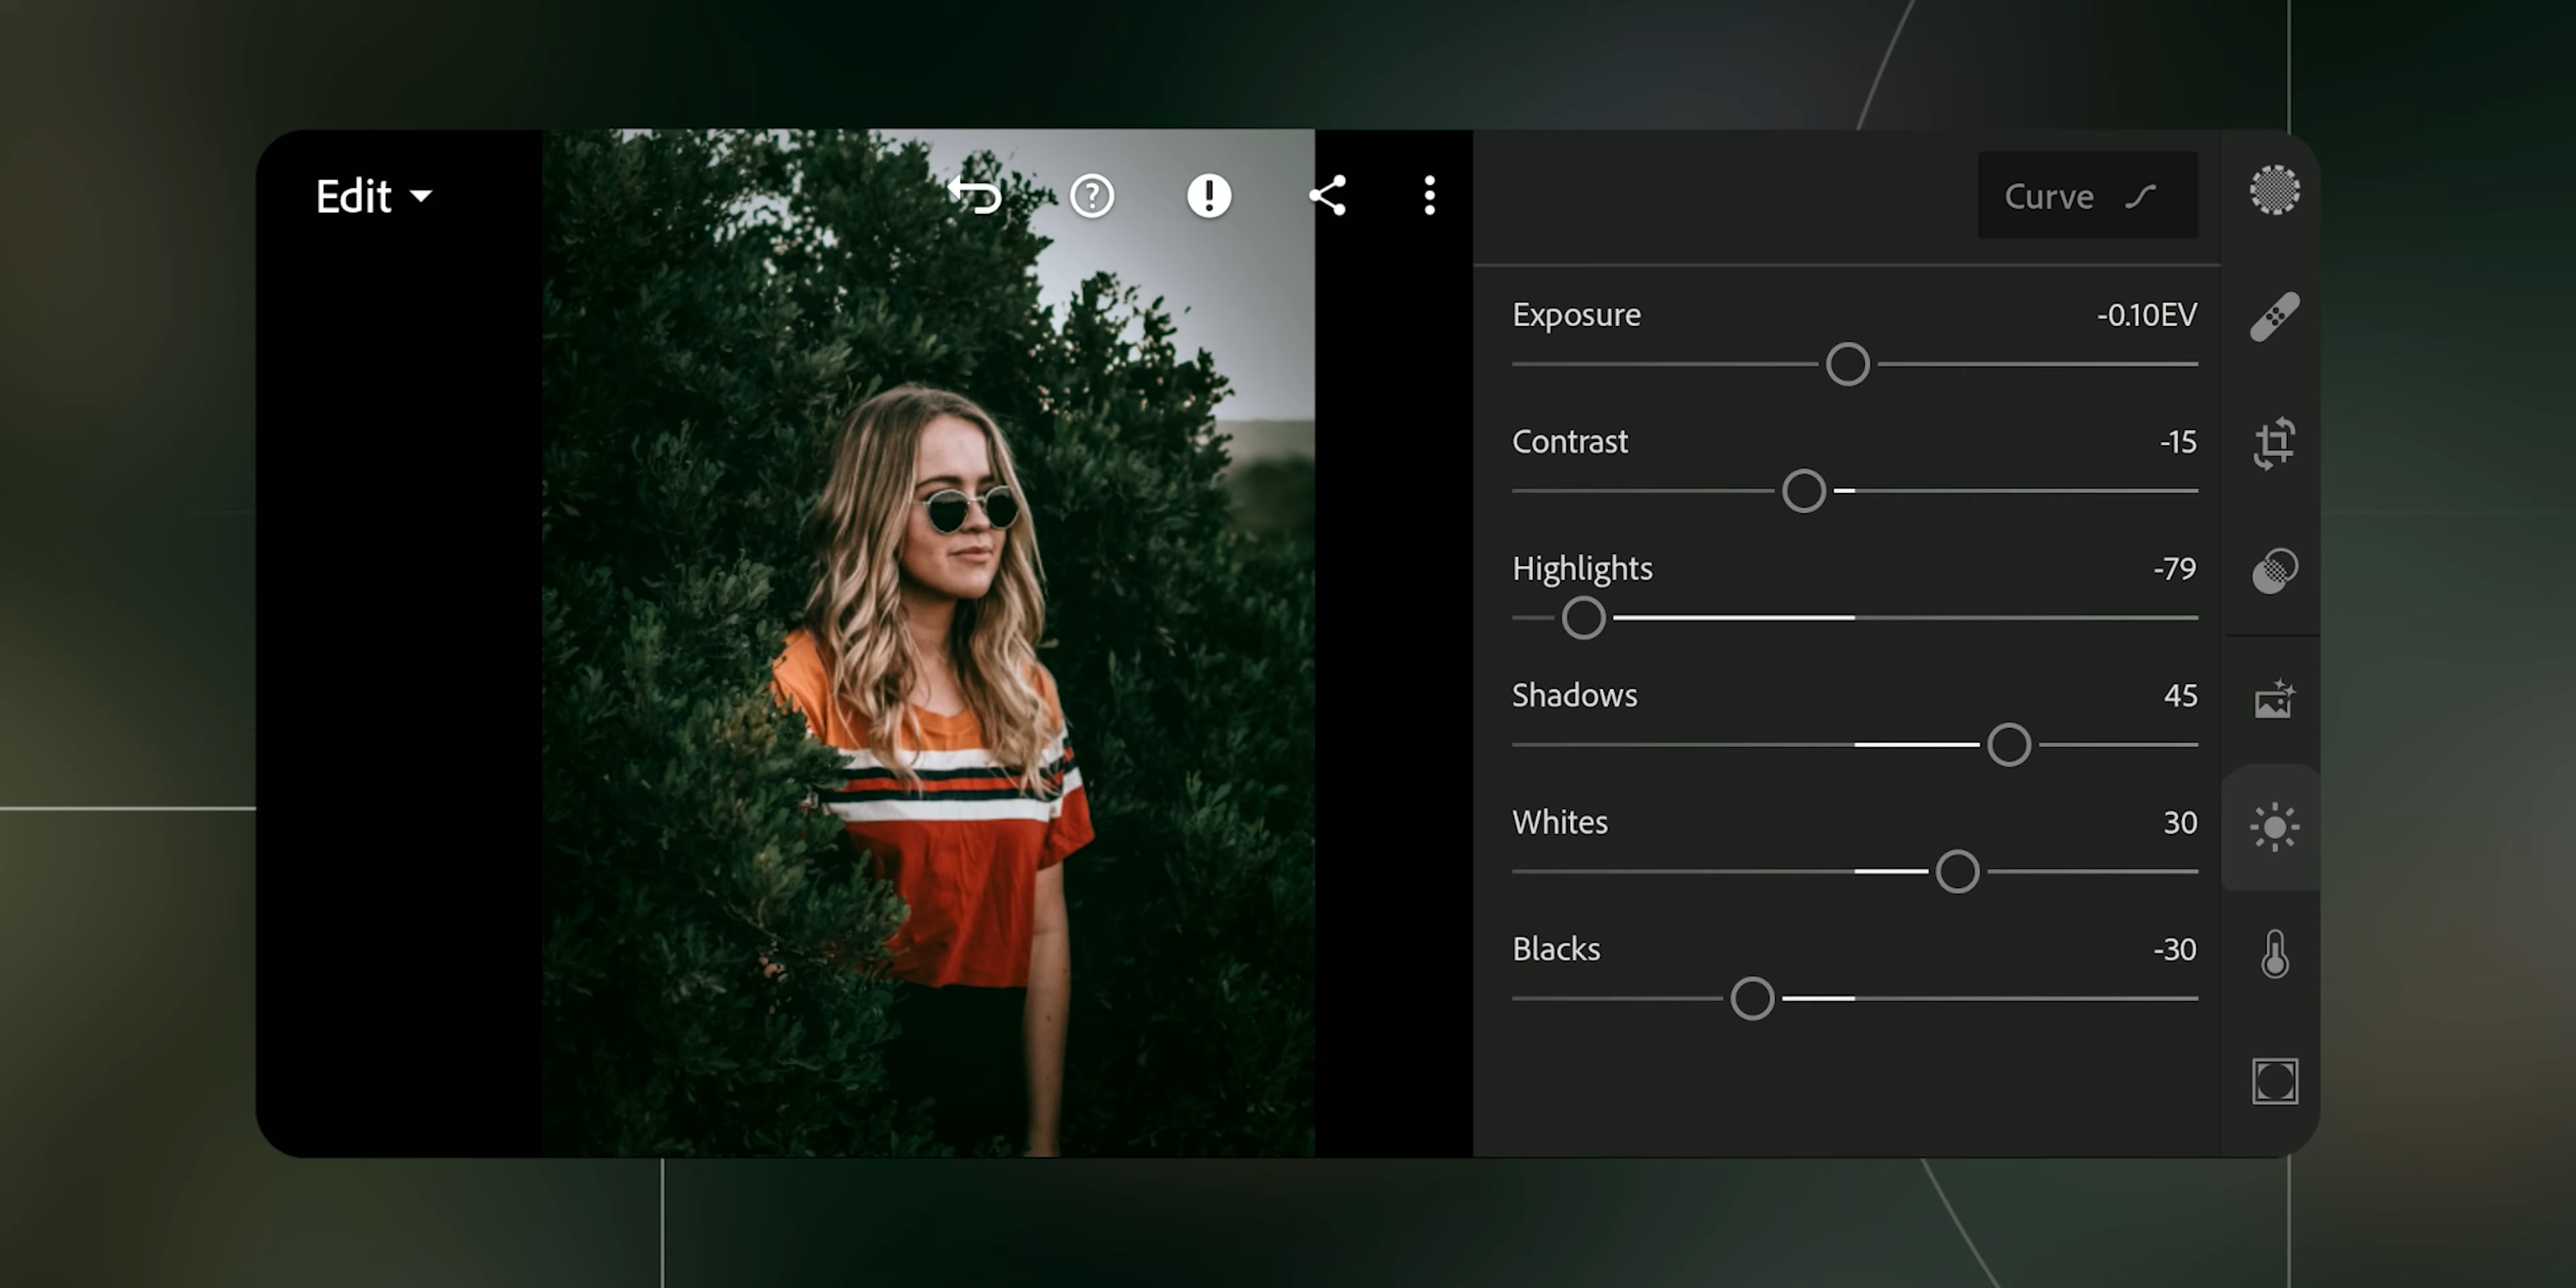 Edit
Curve
Exposure -0.10EV
Contrast -15
Highlights -79
Shadows 45
Whites 30
Blacks -30